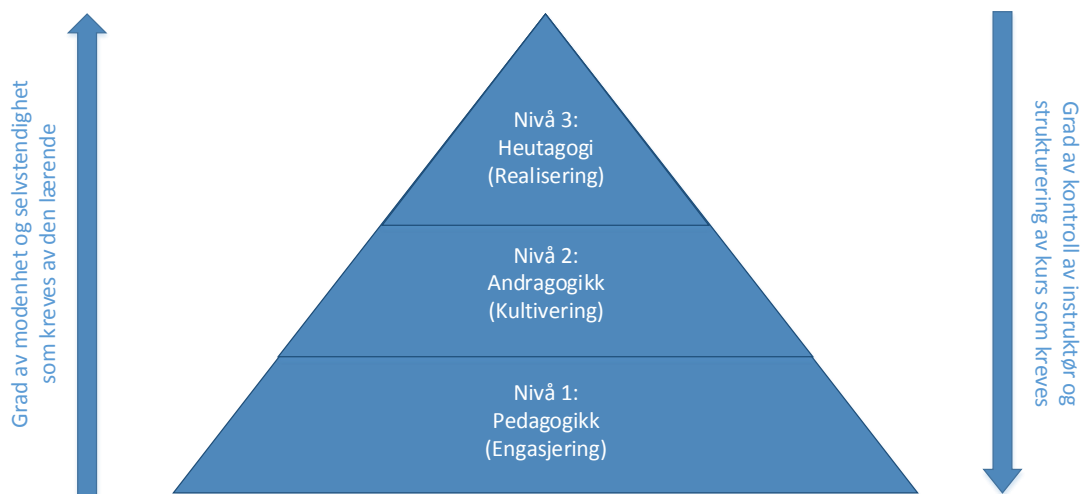 Grad av modenhet og selvstendighet
som kreves av den lærende
Nivå 3:
Heutagogi
(Realisering)
Nivå 2:
Andragogikk
(Kultivering)
Nivå 1:
Pedagogikk
(Engasjering)
Grad av kontroll av instruktør og
strukturering av kurs som kreves